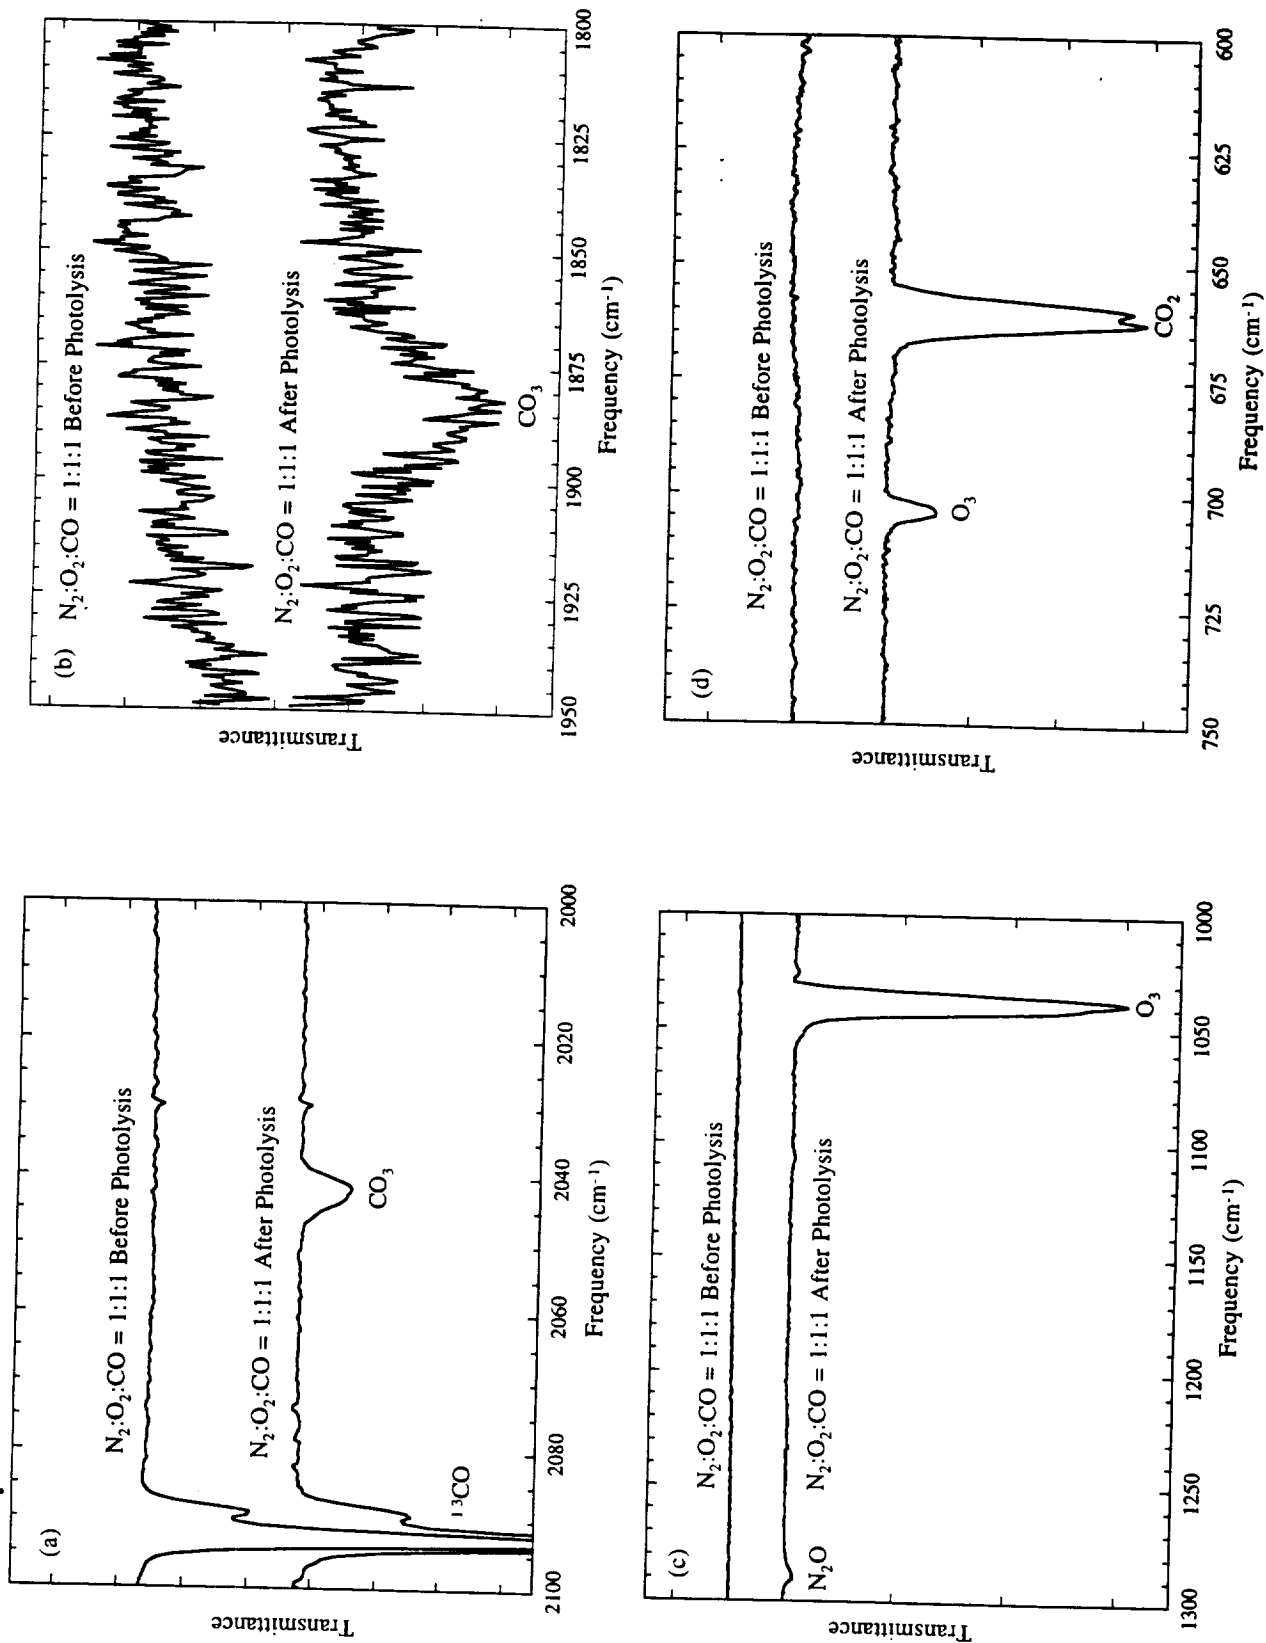 (a)
N₂:O₂:CO = 1:1:1 Before Photolysis
N₂:O₂:CO = 1:1:1 After Photolysis
¹³CO
CO₃
Transmittance
2100 2080 2060 2040 2020 2000
Frequency (cm⁻¹)
(b)
N₂:O₂:CO = 1:1:1 Before Photolysis
N₂:O₂:CO = 1:1:1 After Photolysis
CO₃
Transmittance
1950 1925 1900 1875 1850 1825 1800
Frequency (cm⁻¹)
(c)
N₂:O₂:CO = 1:1:1 Before Photolysis
N₂O
N₂:O₂:CO = 1:1:1 After Photolysis
O₃
Transmittance
1300 1250 1200 1150 1100 1050 1000
Frequency (cm⁻¹)
(d)
N₂:O₂:CO = 1:1:1 Before Photolysis
N₂:O₂:CO = 1:1:1 After Photolysis
O₃
CO₂
Transmittance
750 725 700 675 650 625 600
Frequency (cm⁻¹)